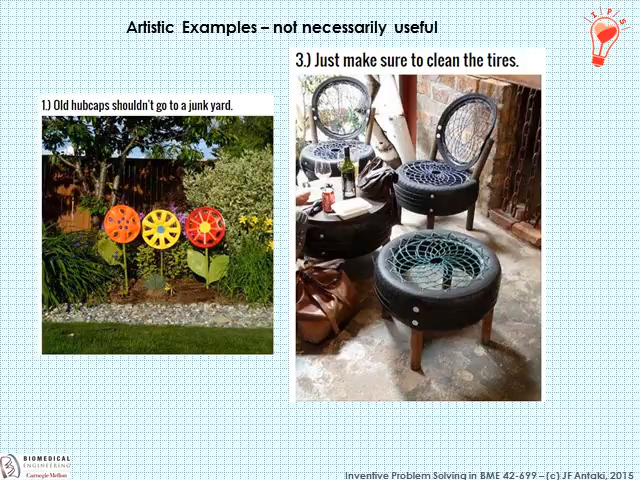 Artistic Examples – not necessarily useful
I P S
3.) Just make sure to clean the tires.
1.) Old hubcaps shouldn't go to a junk yard.
BIOMEDICAL
ENGINEERING
Carnegie Mellon
Inventive Problem Solving in BME 42-699 – (c) JF Antaki, 2015